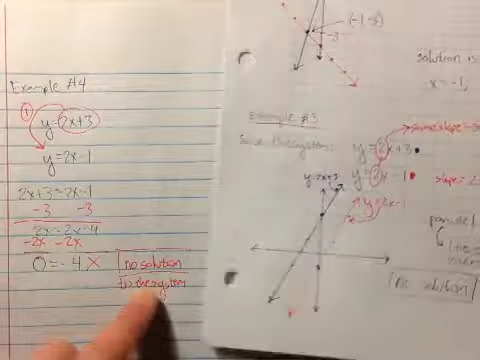 Example #4
①
y=2x+3
y=2x-1
2x+3=2x-1
-3 -3
2x=2x-4
-2x -2x
0=-4 X
no solution
to the system
-3
solution is
x=-1,
Example #3
Solve the system:
y=2x+3
same slope
y=2x-1
slope=2
y=2x+3
y=2x-1
parallel
no solution